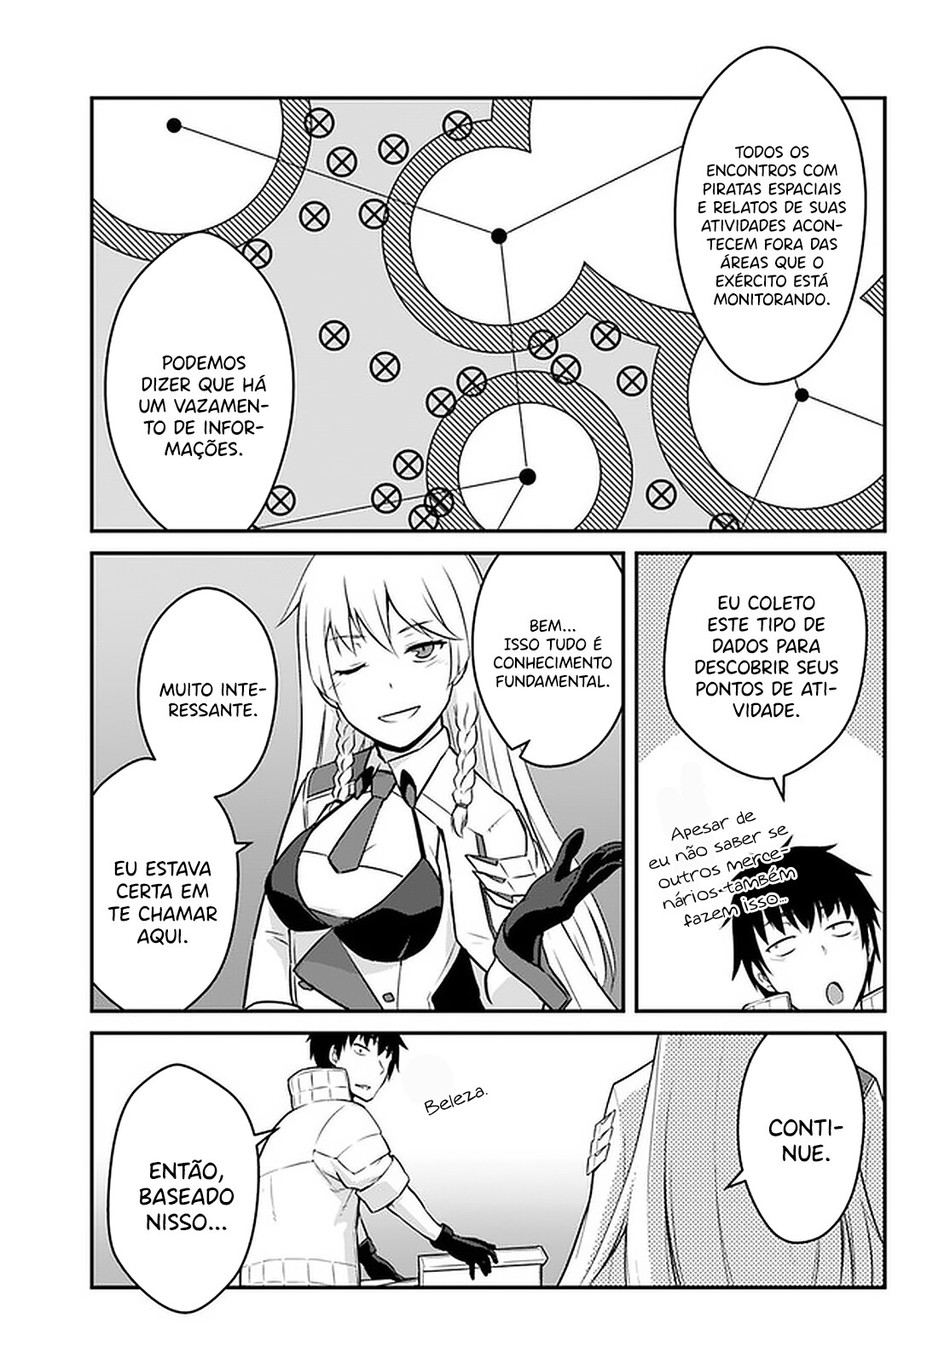 TODOS OS
ENCONTROS COM
PIRATAS ESPACIAIS
E RELATOS DE SUAS
ATIVIDADES ACON-
TECEM FORA DAS
ÁREAS QUE O
EXÉRCITO ESTÁ
MONITORANDO.
PODEMOS
DIZER QUE HÁ
UM VAZAMEN-
TO DE INFOR-
MAÇÕES.
EU COLETO
ESTE TIPO DE
DADOS PARA
DESCOBRIR SEUS
PONTOS DE ATI-
VIDADE.
Apesar de
eu não saber se
outros merce-
nários também
fazem isso...
BEM...
ISSO TUDO É
CONHECIMENTO
FUNDAMENTAL.
MUITO INTE-
RESSANTE.
EU ESTAVA
CERTA EM
TE CHAMAR
AQUI.
CONTI-
NUE.
Beleza.
ENTÃO,
BASEADO
NISSO...